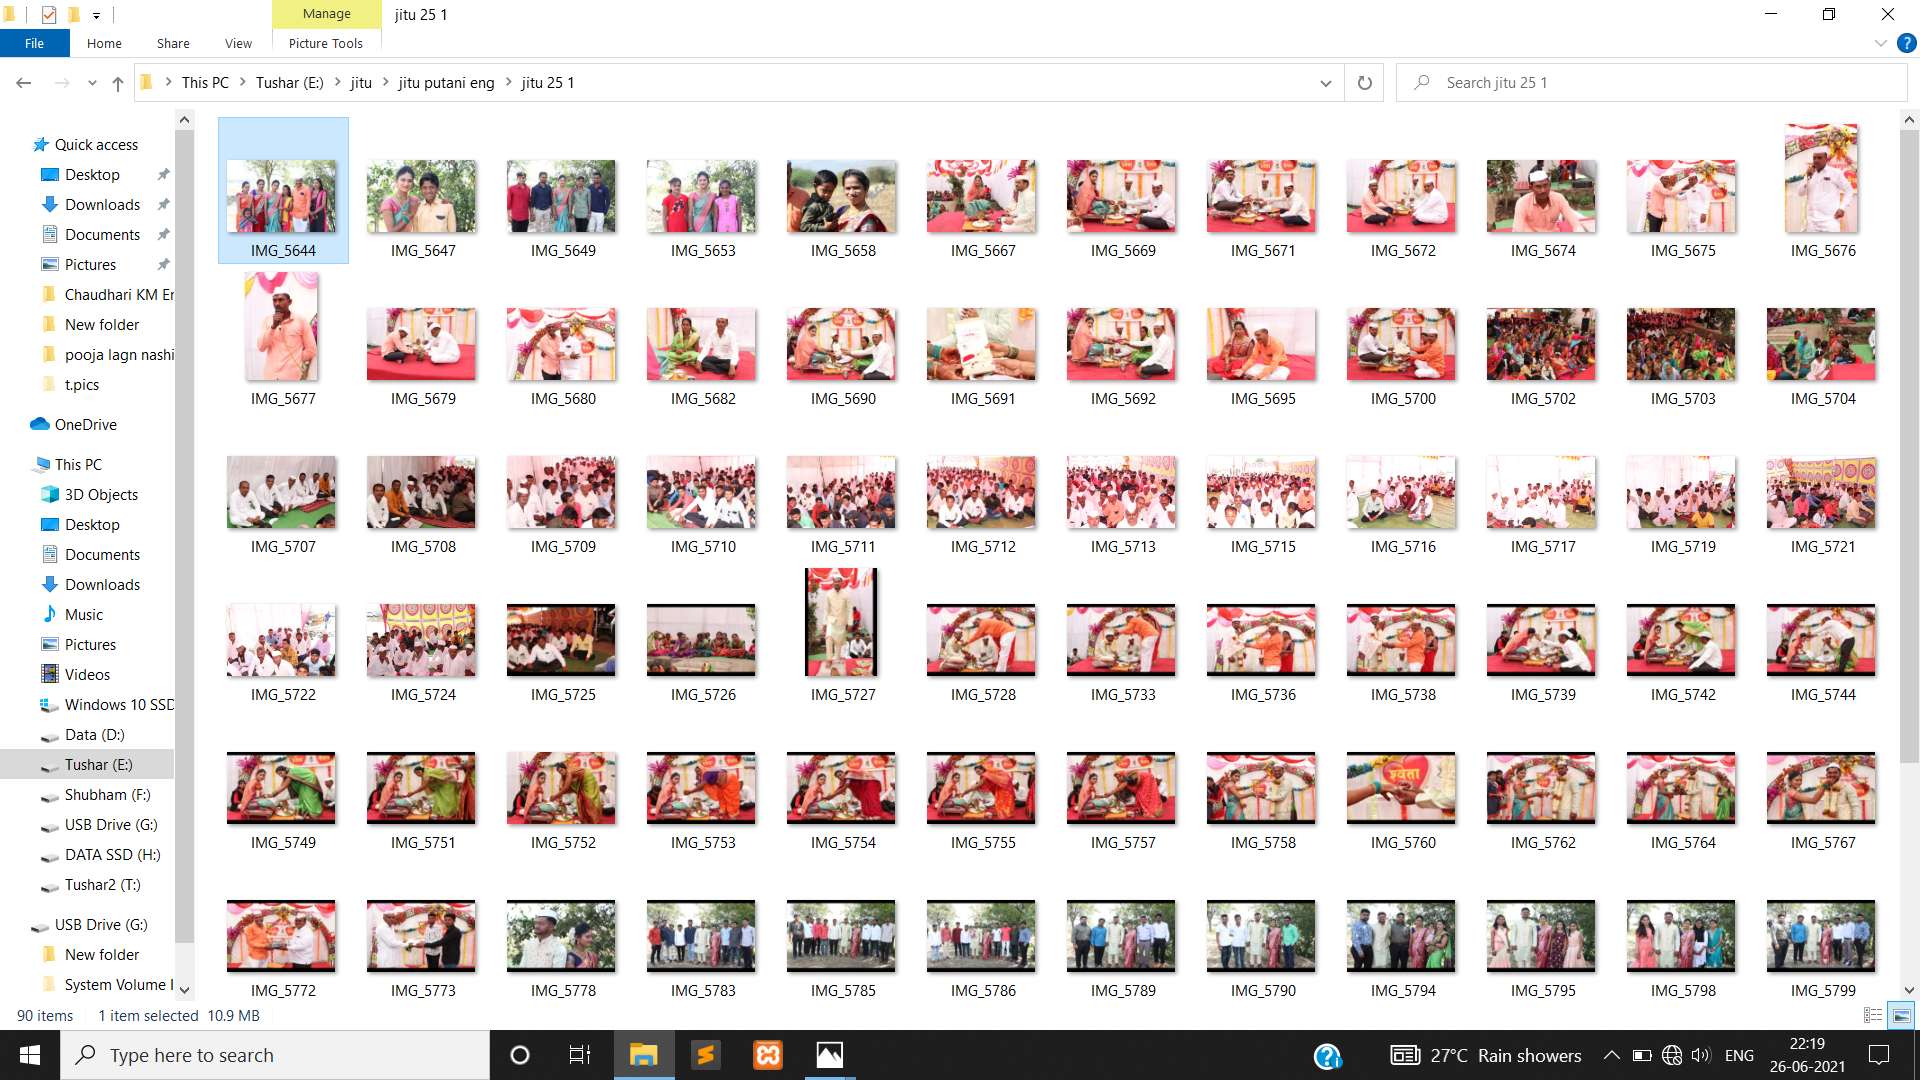 Manage
jitu 25 1
File
Home
Share
View
Picture Tools
This PC
Tushar (E:)
jitu
jitu putani eng
jitu 25 1
Search jitu 25 1
Quick access
Desktop
Downloads
Documents
Pictures
Chaudhari KM Er
New folder
pooja lagn nashi
t.pics
OneDrive
This PC
3D Objects
Desktop
Documents
Downloads
Music
Pictures
Videos
Windows 10 SSD
Data (D:)
Tushar (E:)
Shubham (F:)
USB Drive (G:)
DATA SSD (H:)
Tushar2 (T:)
USB Drive (G:)
New folder
System Volume I
IMG_5644 IMG_5647 IMG_5649 IMG_5653 IMG_5658 IMG_5667 IMG_5669 IMG_5671 IMG_5672 IMG_5674 IMG_5675 IMG_5676
IMG_5677 IMG_5679 IMG_5680 IMG_5682 IMG_5690 IMG_5691 IMG_5692 IMG_5695 IMG_5700 IMG_5702 IMG_5703 IMG_5704
IMG_5707 IMG_5708 IMG_5709 IMG_5710 IMG_5711 IMG_5712 IMG_5713 IMG_5715 IMG_5716 IMG_5717 IMG_5719 IMG_5721
IMG_5722 IMG_5724 IMG_5725 IMG_5726 IMG_5727 IMG_5728 IMG_5733 IMG_5736 IMG_5738 IMG_5739 IMG_5742 IMG_5744
IMG_5749 IMG_5751 IMG_5752 IMG_5753 IMG_5754 IMG_5755 IMG_5757 IMG_5758 IMG_5760 IMG_5762 IMG_5764 IMG_5767
IMG_5772 IMG_5773 IMG_5778 IMG_5783 IMG_5785 IMG_5786 IMG_5789 IMG_5790 IMG_5794 IMG_5795 IMG_5798 IMG_5799
90 items 1 item selected 10.9 MB
Type here to search
27°C Rain showers
ENG
22:19
26-06-2021